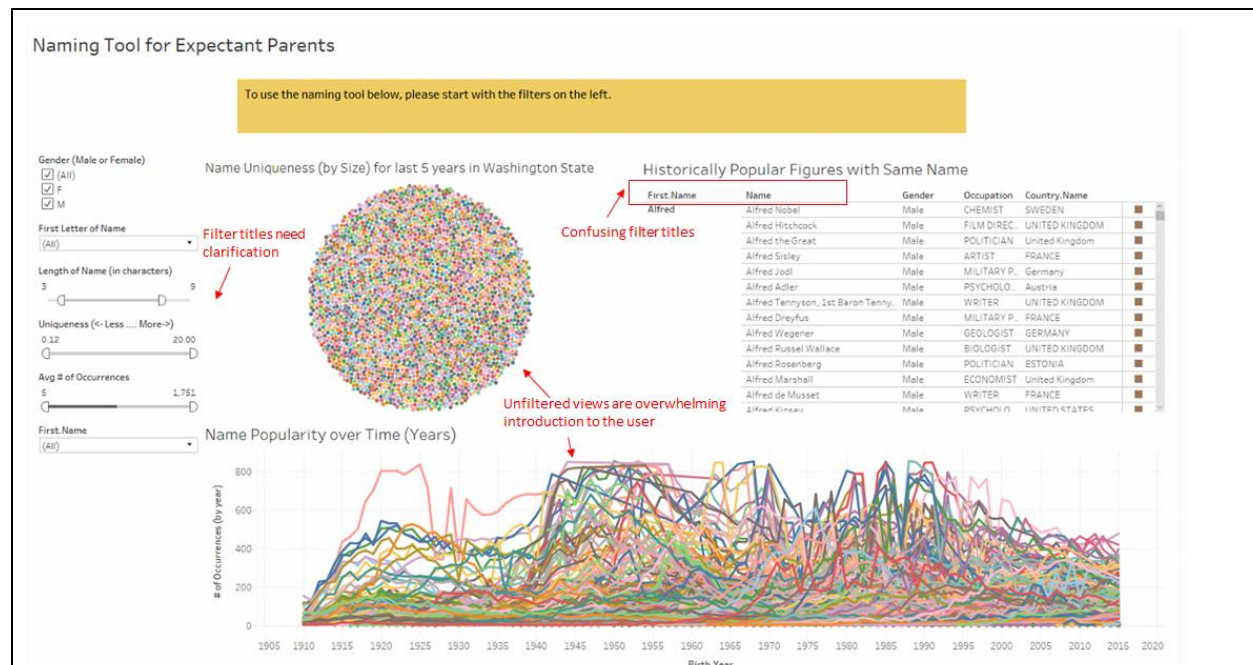 Naming Tool for Expectant Parents
To use the naming tool below, please start with the filters on the left.
Gender (Male or Female)
(All)
F
M
First Letter of Name
(All)
Length of Name (in characters)
3 9
Uniqueness (<- Less .... More->)
0.12 20.00
Avg # of Occurrences
5 1,751
First.Name
(All)
Filter titles need
clarification
Name Uniqueness (by Size) for last 5 years in Washington State
Historically Popular Figures with Same Name
First.Name Name Gender Occupation Country.Name
Alfred Alfred Nobel Male CHEMIST SWEDEN
Alfred Hitchcock Male FILM DIREC.. UNITED KINGDOM
Alfred the Great Male POLITICIAN United Kingdom
Alfred Sisley Male ARTIST FRANCE
Alfred Jodl Male MILITARY P.. Germany
Alfred Adler Male PSYCHOLO.. Austria
Alfred Tennyson, 1st Baron Tenny.. Male WRITER UNITED KINGDOM
Alfred Dreyfus Male MILITARY P.. FRANCE
Alfred Wegener Male GEOLOGIST GERMANY
Alfred Russel Wallace Male BIOLOGIST UNITED KINGDOM
Alfred Rosenberg Male POLITICIAN ESTONIA
Alfred Marshall Male ECONOMIST United Kingdom
Alfred de Musset Male WRITER FRANCE
Alfred Kinsey Male PSYCHOLO.. UNITED STATES
Confusing filter titles
Unfiltered views are overwhelming
introduction to the user
Name Popularity over Time (Years)
# of Occurrences (by year)
800
600
400
200
0
1905 1910 1915 1920 1925 1930 1935 1940 1945 1950 1955 1960 1965 1970 1975 1980 1985 1990 1995 2000 2005 2010 2015 2020
Birth Year